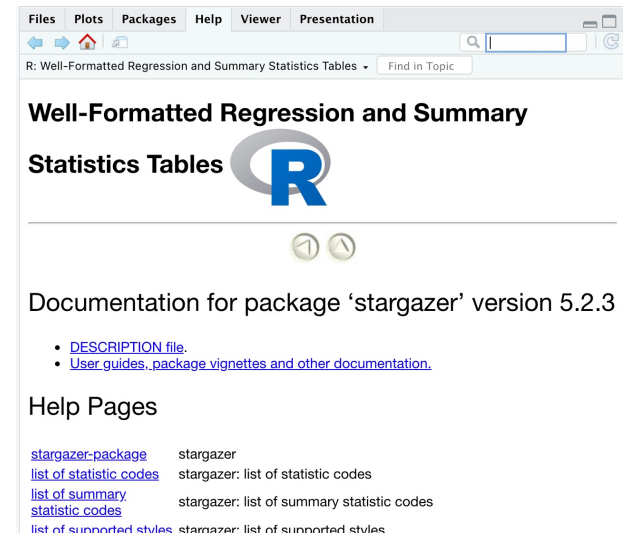 Files Plots Packages Help Viewer Presentation
R: Well-Formatted Regression and Summary Statistics Tables Find in Topic
Well-Formatted Regression and Summary
Statistics Tables R
Documentation for package ‘stargazer’ version 5.2.3
• DESCRIPTION file.
• User guides, package vignettes and other documentation.
Help Pages
stargazer-package stargazer
list of statistic codes stargazer: list of statistic codes
list of summary
statistic codes stargazer: list of summary statistic codes
list of supported styles stargazer: list of supported styles